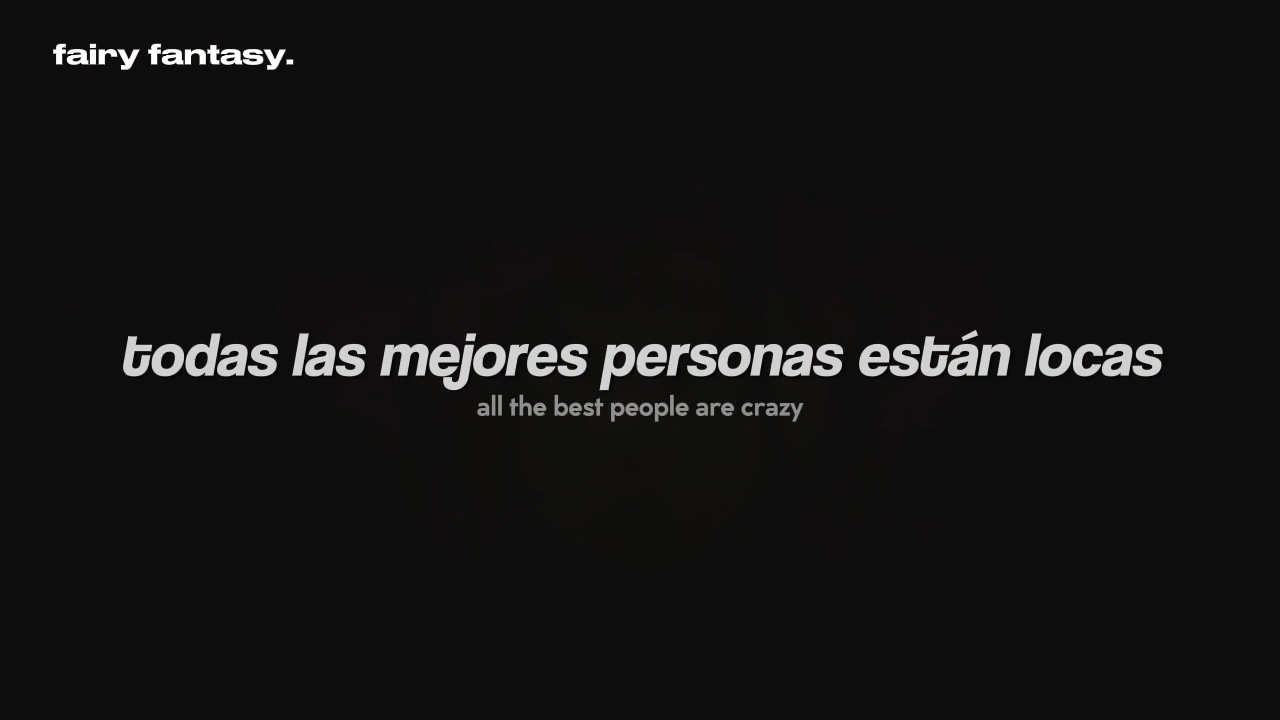 fairy fantasy.
todas las mejores personas están locas
all the best people are crazy